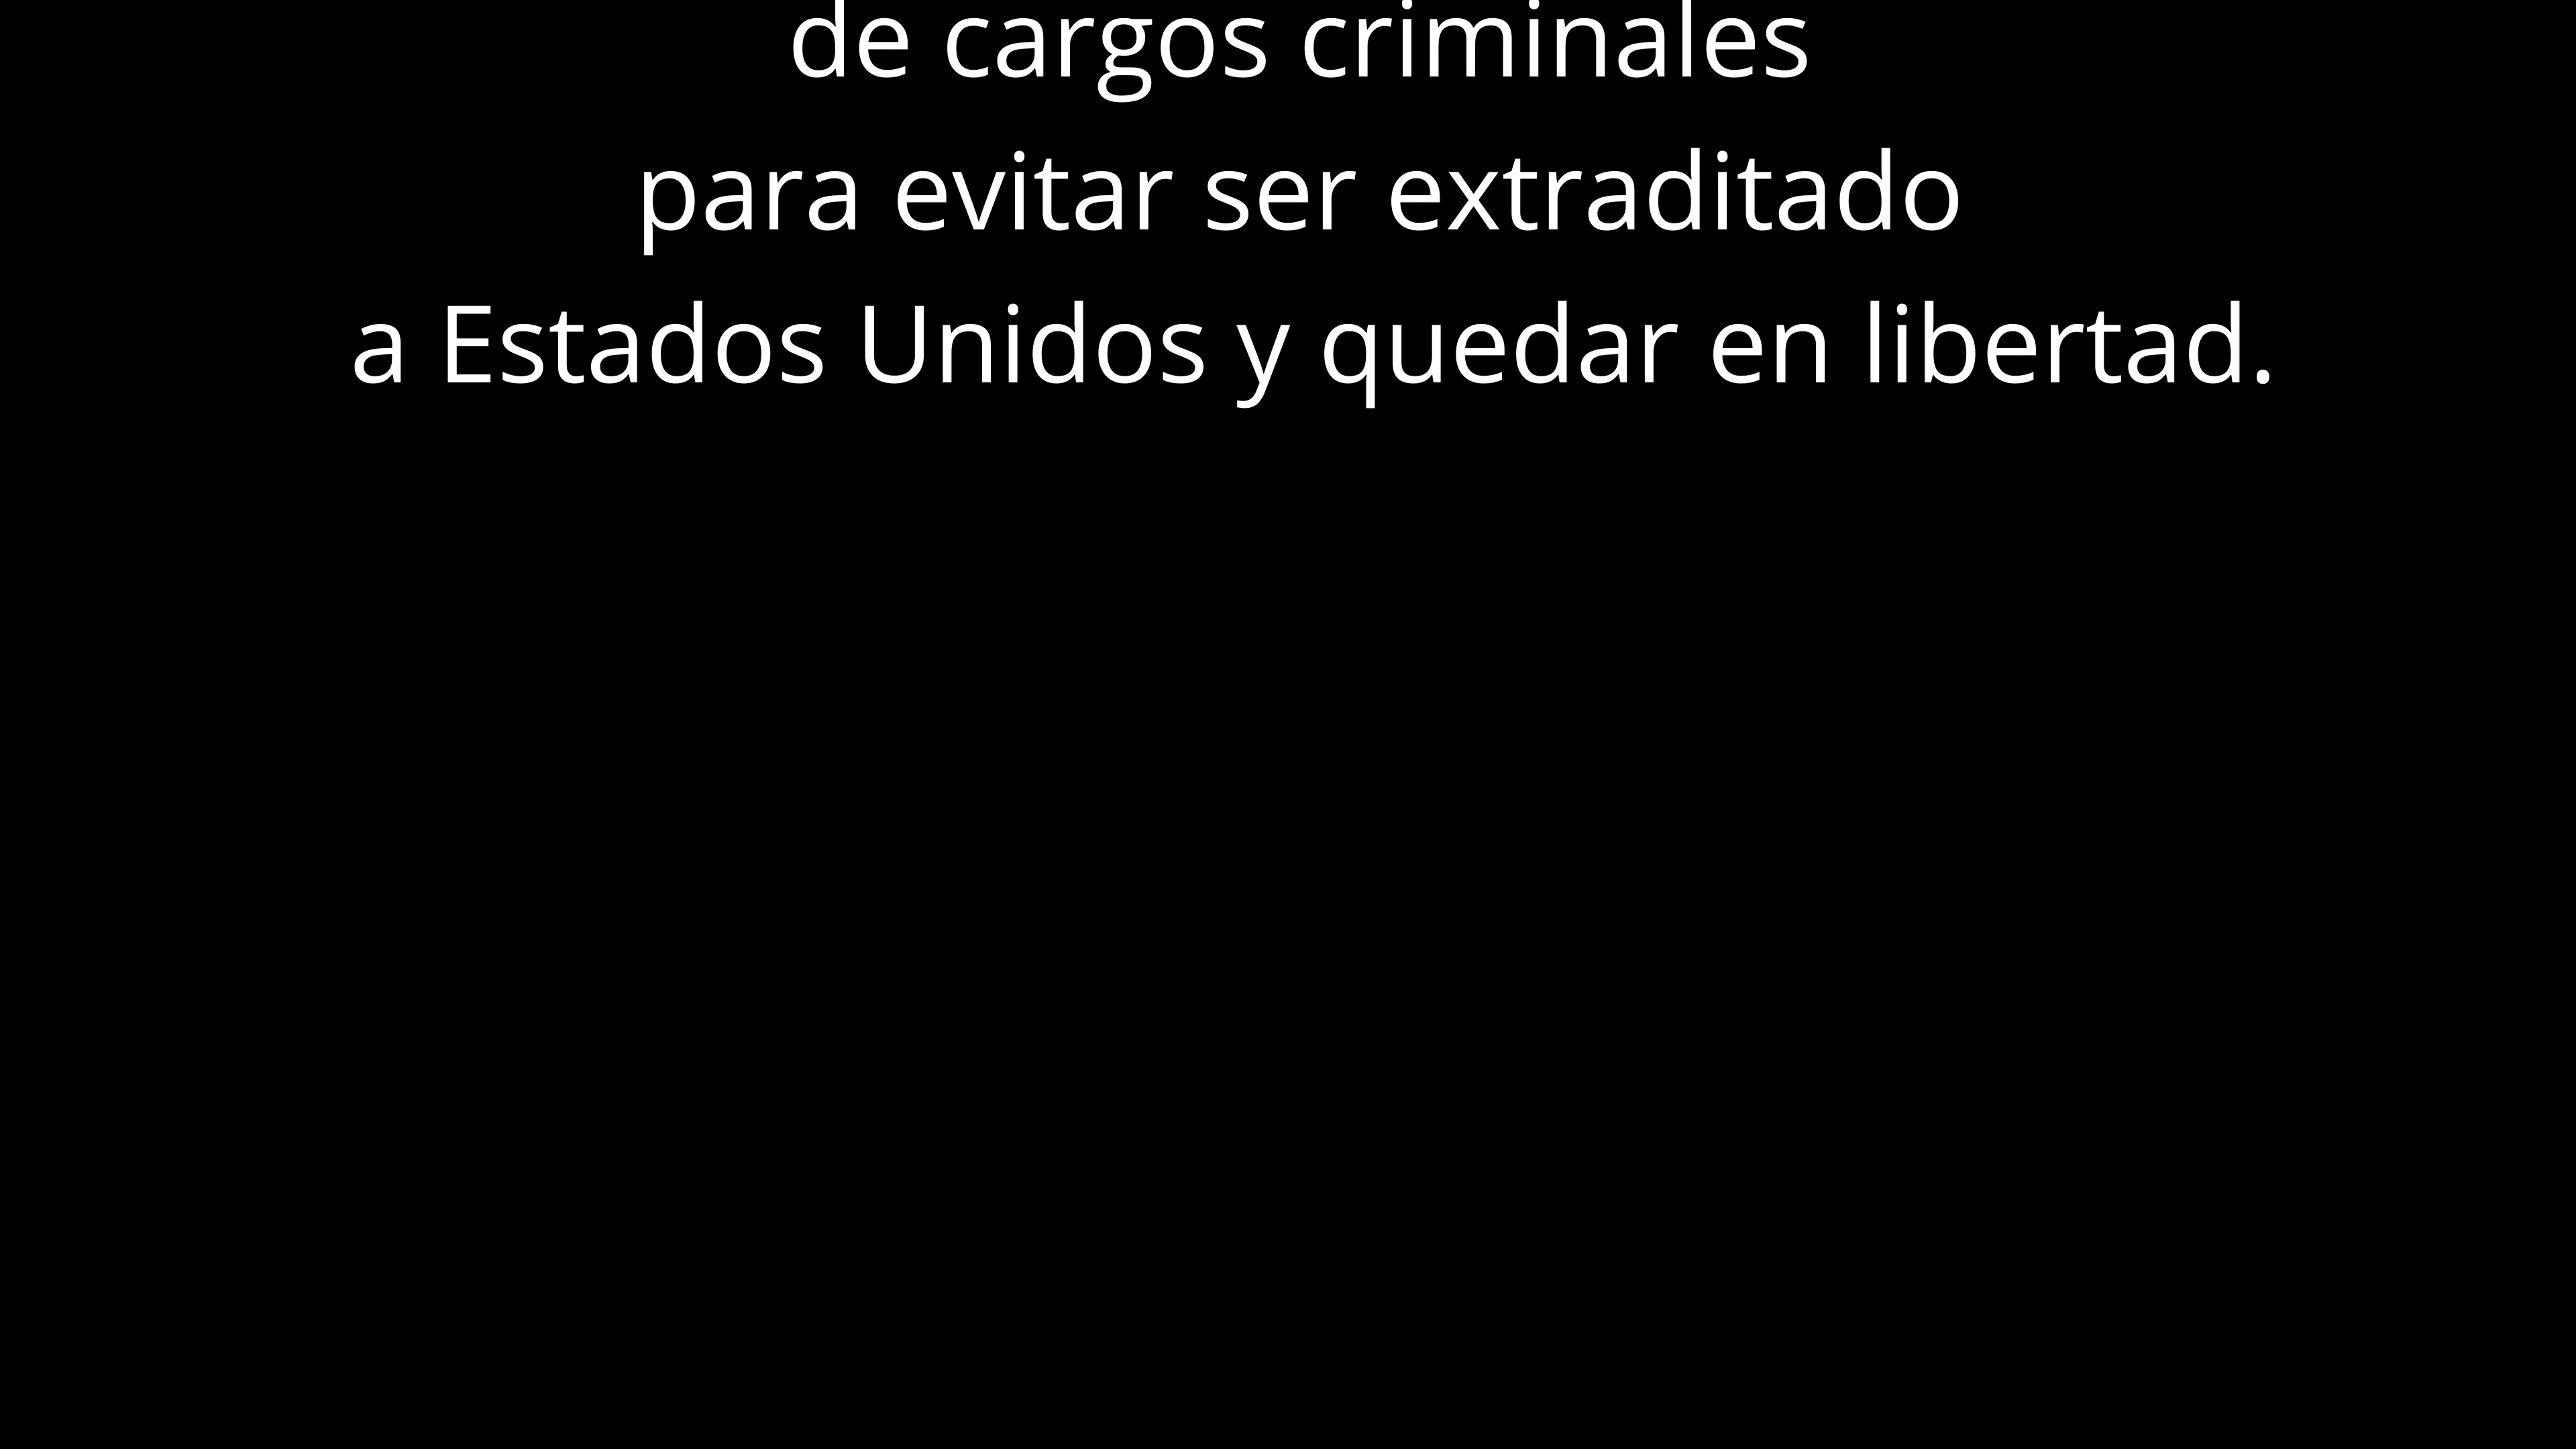 de cargos criminales
para evitar ser extraditado
a Estados Unidos y quedar en libertad.